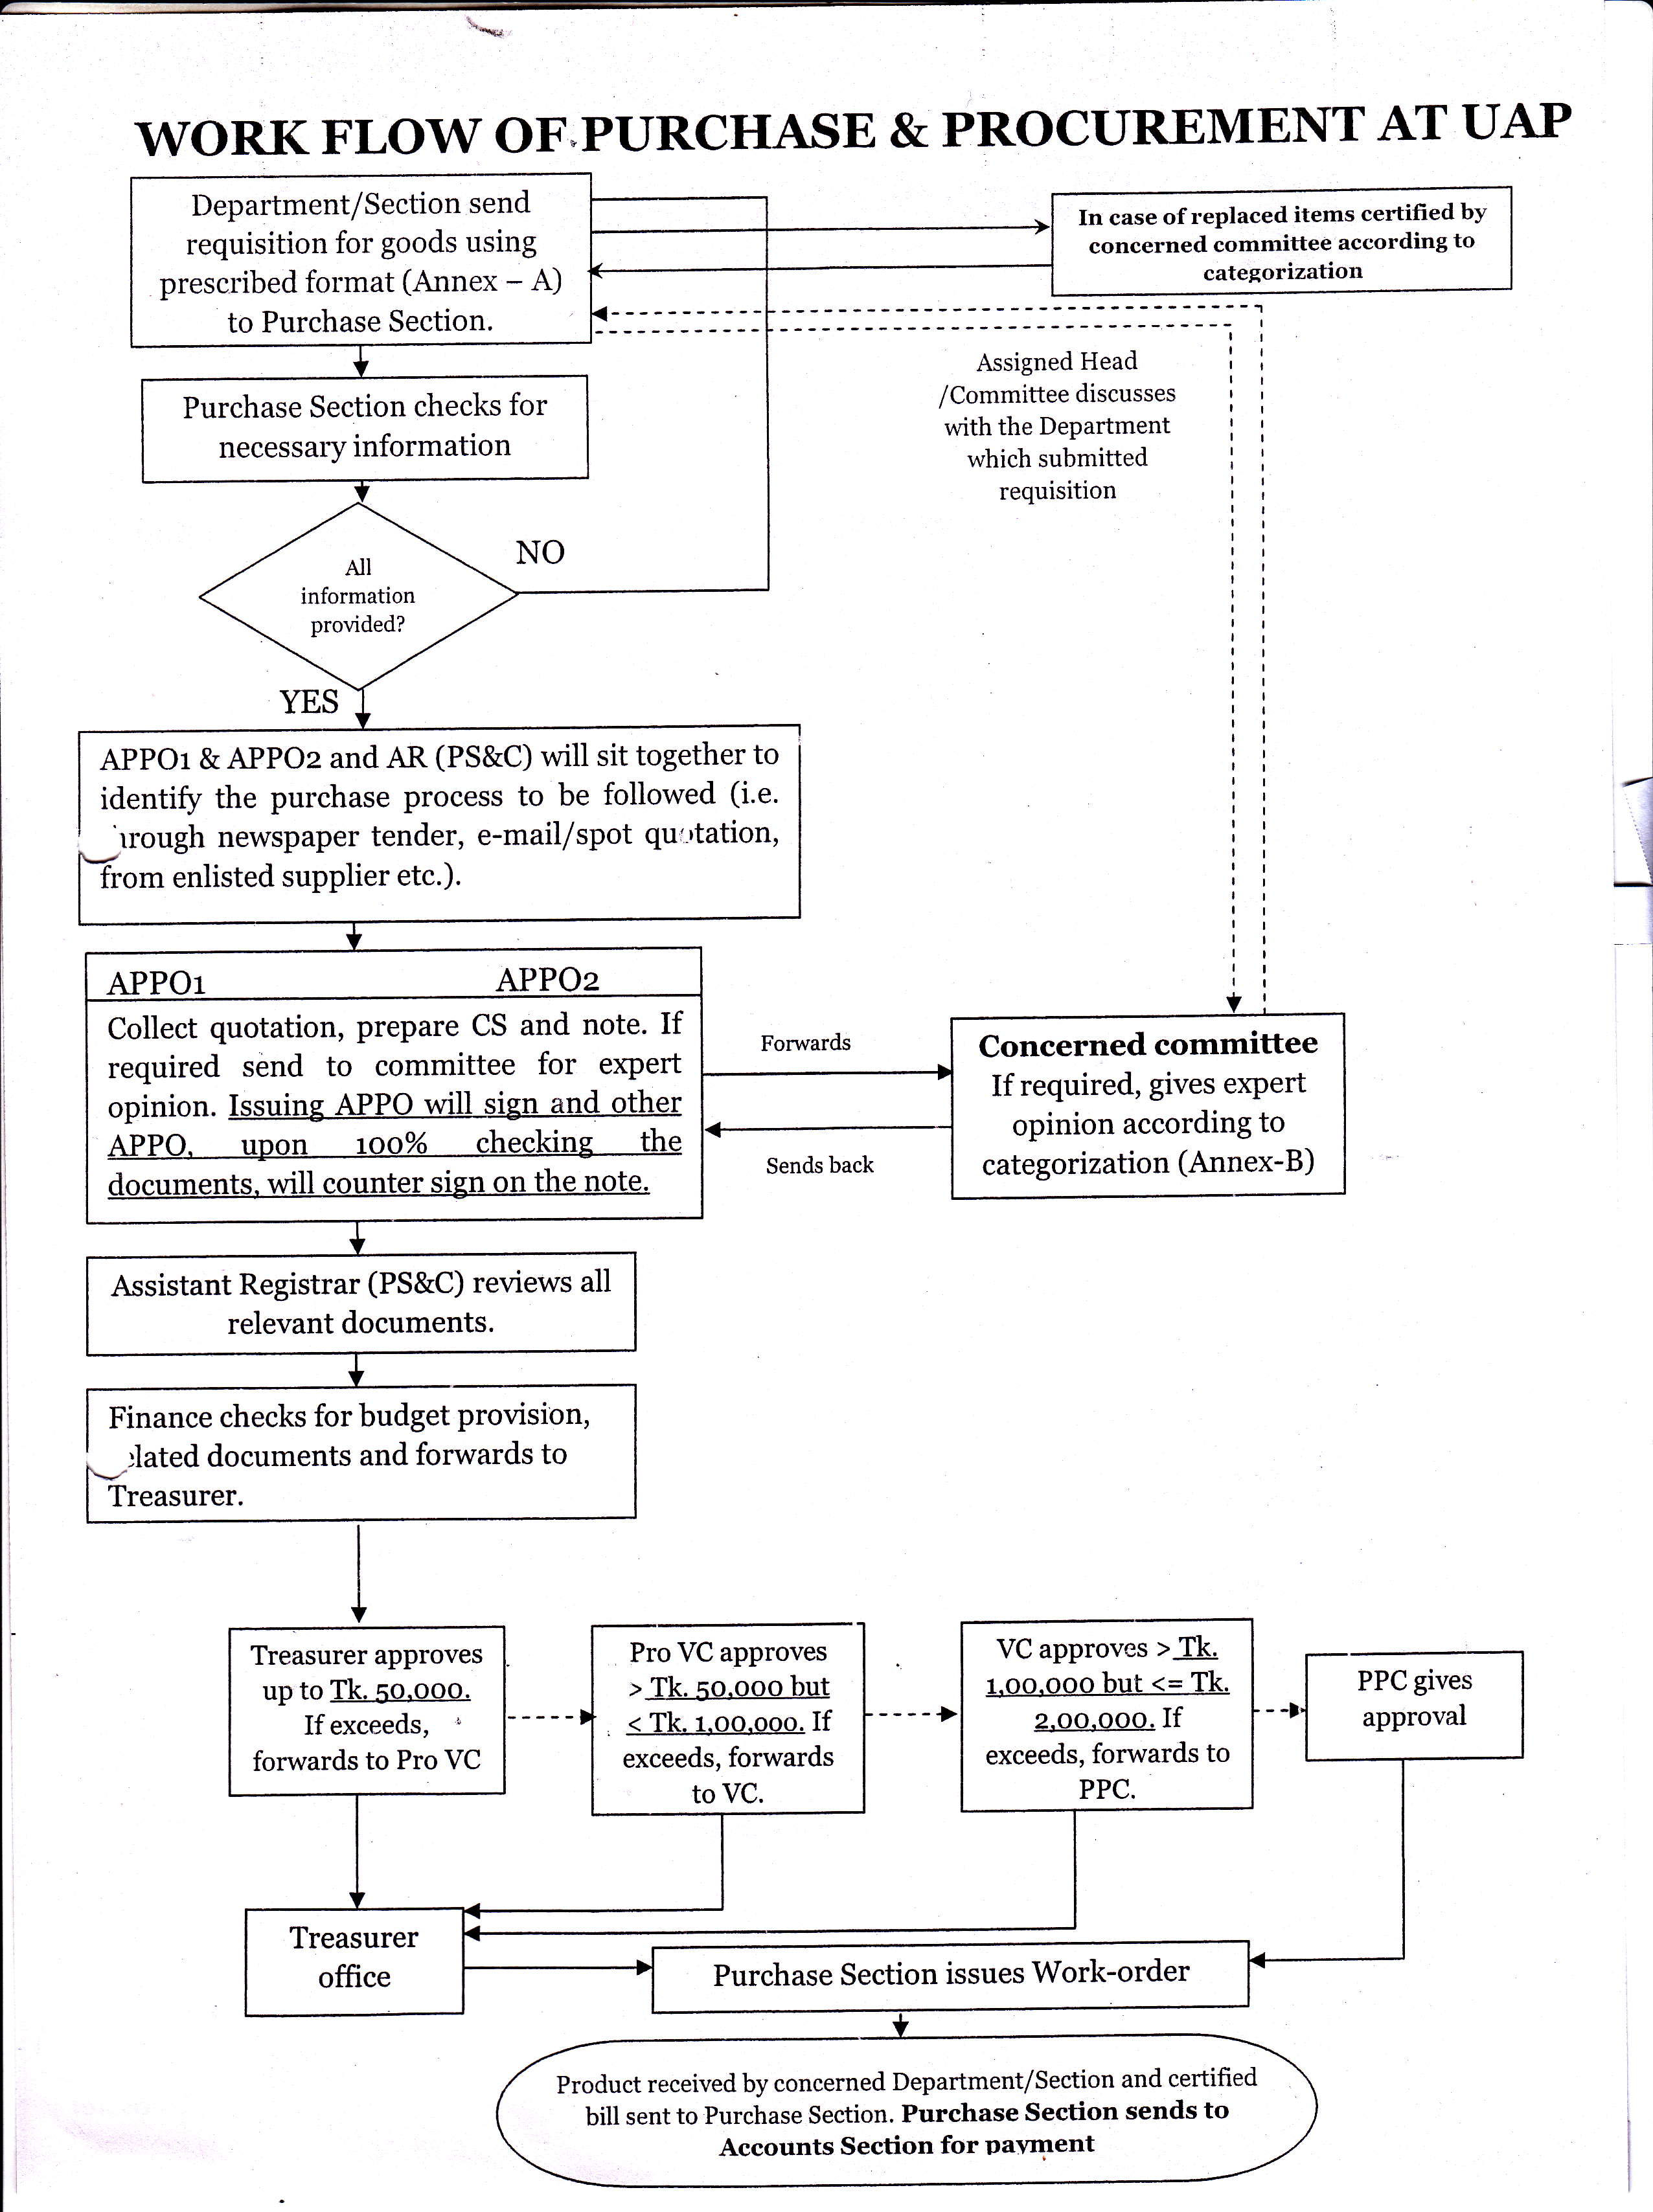 WORK FLOW OF PURCHASE & PROCUREMENT AT UAP
Department/Section send
requisition for goods using
prescribed format (Annex – A)
to Purchase Section.
In case of replaced items certified by
concerned committee according to
categorization
Assigned Head
/Committee discusses
with the Department
which submitted
requisition
Purchase Section checks for
necessary information
All
information
provided?
NO
YES
APPO1 & APPO2 and AR (PS&C) will sit together to
identify the purchase process to be followed (i.e.
newspaper tender, e-mail/spot quotation,
from enlisted supplier etc.).
APPO1 APPO2
Collect quotation, prepare CS and note. If
required send to committee for expert
opinion. Issuing APPO will sign and other
APPO, upon 100% checking the
documents, will counter sign on the note.
Forwards
Sends back
Concerned committee
If required, gives expert
opinion according to
categorization (Annex-B)
Assistant Registrar (PS&C) reviews all
relevant documents.
Finance checks for budget provision,
documents and forwards to
Treasurer.
Treasurer approves
up to Tk. 50,000.
If exceeds,
forwards to Pro VC
Pro VC approves
> Tk. 50,000 but
< Tk. 1,00,000. If
exceeds, forwards
to VC.
VC approves > Tk.
1,00,000 but <= Tk.
2,00,000. If
exceeds, forwards to
PPC.
PPC gives
approval
Treasurer
office
Purchase Section issues Work-order
Product received by concerned Department/Section and certified
bill sent to Purchase Section. Purchase Section sends to
Accounts Section for payment